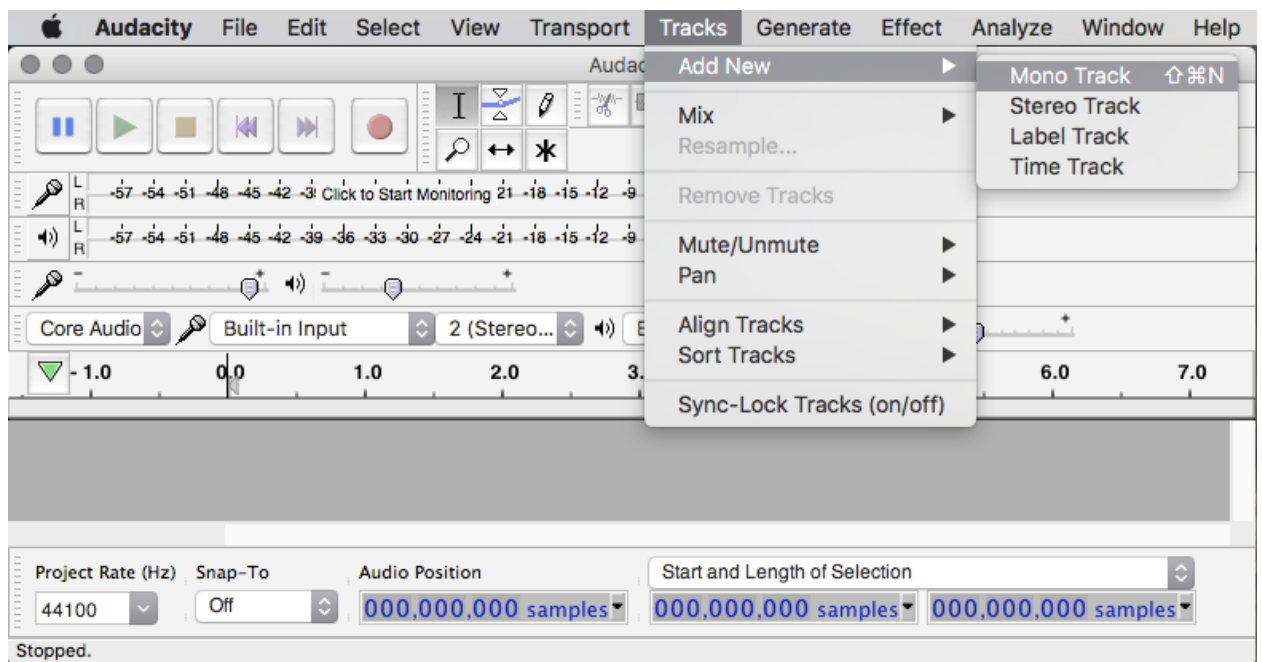 Audacity File Edit Select View Transport Tracks Generate Effect Analyze Window Help
Audac
Add New
Mono Track ⇧⌘N
Stereo Track
Label Track
Time Track
Mix
Resample...
Remove Tracks
Mute/Unmute
Pan
Align Tracks
Sort Tracks
Sync-Lock Tracks (on/off)
L
R
-57 -54 -51 -48 -45 -42 -3 Click to Start Monitoring 21 -18 -15 -12 -9
L
R
-57 -54 -51 -48 -45 -42 -39 -36 -33 -30 -27 -24 -21 -18 -15 -12 -9
- +
- +
+
Core Audio Built-in Input 2 (Stereo...
- 1.0 0.0 1.0 2.0 3. 6.0 7.0
Project Rate (Hz) Snap-To Audio Position Start and Length of Selection
44100 Off 000,000,000 samples 000,000,000 samples 000,000,000 samples
Stopped.